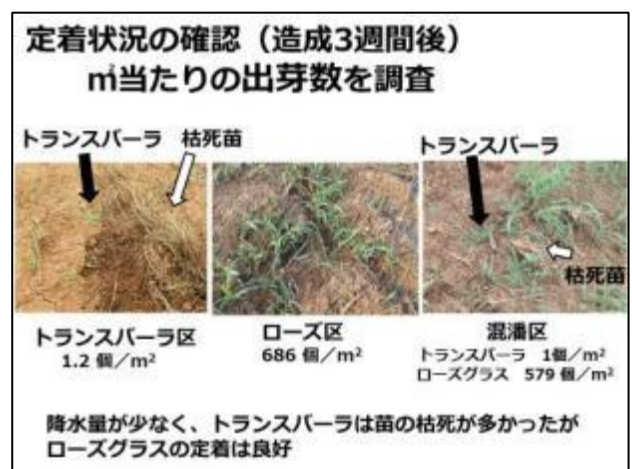 定着状況の確認（造成3週間後）
㎡当たりの出芽数を調査
トランスバーラ 枯死苗
トランスバーラ
枯死苗
トランスバーラ区
1.2 個／m²
ローズ区
686 個／m²
混潘区
トランスバーラ 1個／m²
ローズグラス 579 個／m²
降水量が少なく、トランスバーラは苗の枯死が多かったが
ローズグラスの定着は良好